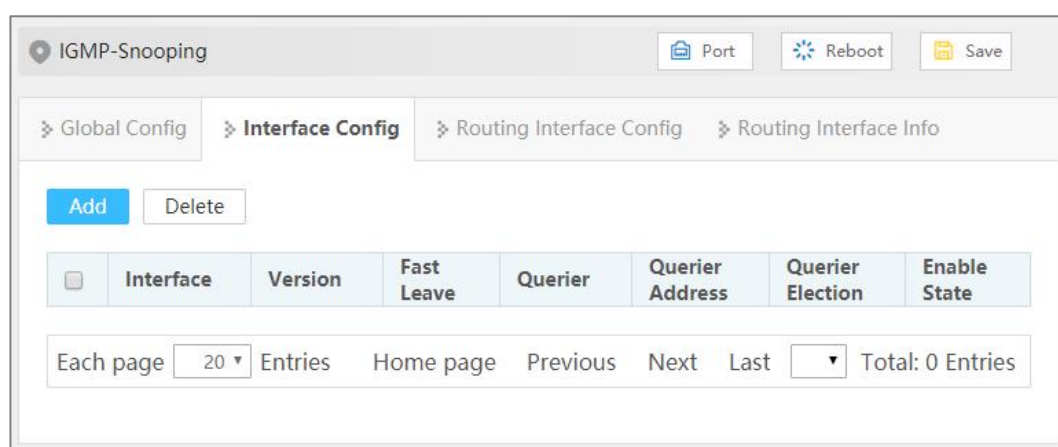 IGMP-Snooping Port Reboot Save
Global Config Interface Config Routing Interface Config Routing Interface Info
Add Delete
Interface Version Fast Leave Querier Querier Address Querier Election Enable State
Each page 20 Entries Home page Previous Next Last Total: 0 Entries